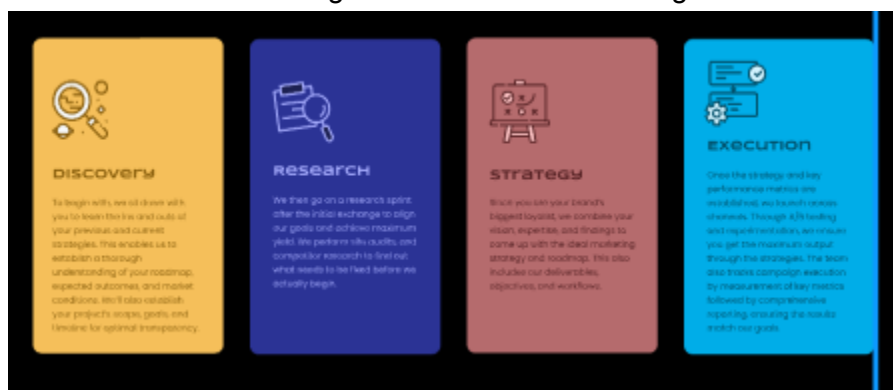 DISCOVERY
To begin with, we sit down with
you to learn the ins and outs of
your previous and current
strategies. This enables us to
establish a thorough
understanding of your roadmap,
expected outcomes, and market
conditions. We'll also establish
your project's scope, goals, and
timeline for optimal transparency.
RESEARCH
We then go on a research sprint
after the initial exchange to align
our goals and achieve maximum
yield. We perform site audits, and
competitor research to find out
what needs to be fixed before we
actually begin.
STRATEGY
Since you are your brand's
biggest loyalist, we combine your
vision, expertise, and findings to
come up with the ideal marketing
strategy and roadmap. This also
includes our deliverables,
objectives, and workflows.
EXECUTION
Once the strategy and key
performance metrics are
established, we launch across
channels. Through A/B testing
and experimentation, we ensure
you get the maximum output
through the strategies. The team
also tracks campaign execution
by measurement of key metrics
followed by comprehensive
reporting, ensuring the results
match our goals.